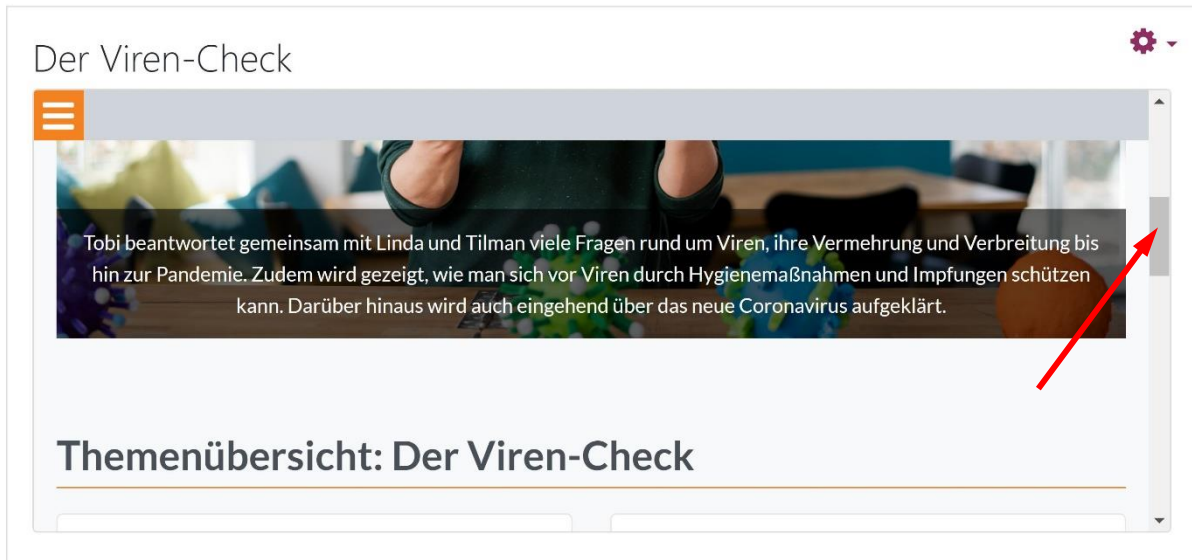 Der Viren-Check
Tobi beantwortet gemeinsam mit Linda und Tilman viele Fragen rund um Viren, ihre Vermehrung und Verbreitung bis
hin zur Pandemie. Zudem wird gezeigt, wie man sich vor Viren durch Hygienemaßnahmen und Impfungen schützen
kann. Darüber hinaus wird auch eingehend über das neue Coronavirus aufgeklärt.
Themenübersicht: Der Viren-Check